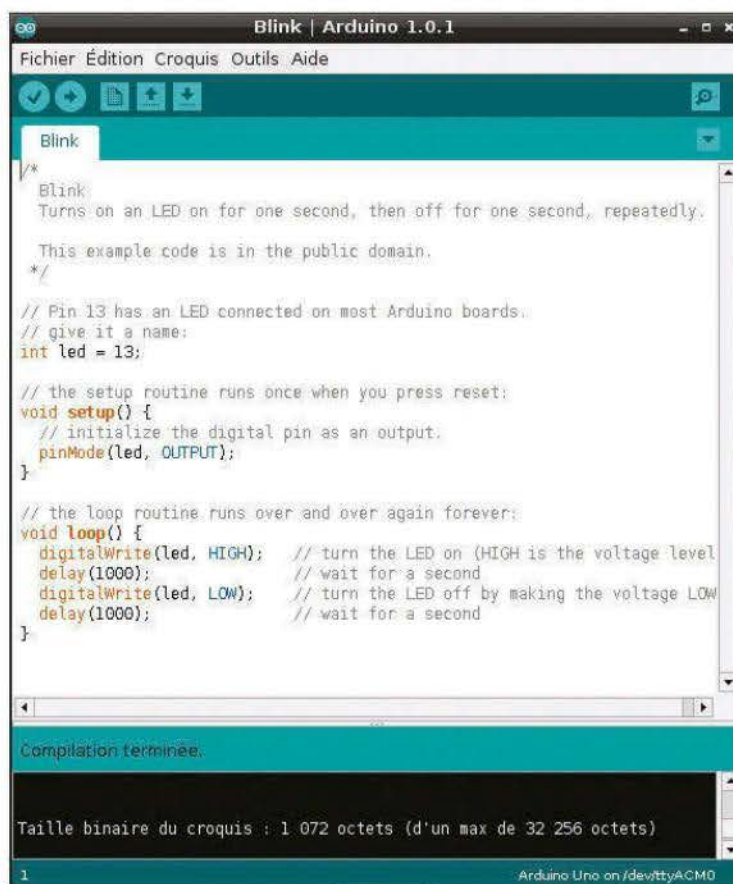 Blink | Arduino 1.0.1
Fichier Édition Croquis Outils Aide
Blink
/*
  Blink
  Turns on an LED on for one second, then off for one second, repeatedly.

  This example code is in the public domain.
 */

// Pin 13 has an LED connected on most Arduino boards.
// give it a name:
int led = 13;

// the setup routine runs once when you press reset:
void setup() {
  // initialize the digital pin as an output.
  pinMode(led, OUTPUT);
}

// the loop routine runs over and over again forever:
void loop() {
  digitalWrite(led, HIGH);   // turn the LED on (HIGH is the voltage level
  delay(1000);               // wait for a second
  digitalWrite(led, LOW);    // turn the LED off by making the voltage LOW
  delay(1000);               // wait for a second
}
Compilation terminée.
Taille binaire du croquis : 1 072 octets (d'un max de 32 256 octets)
1 Arduino Uno on /dev/ttyACM0